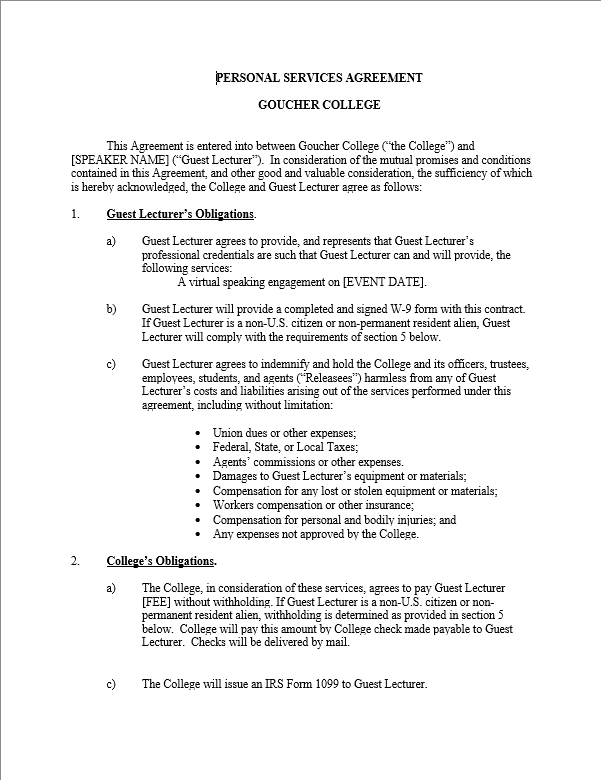 PERSONAL SERVICES AGREEMENT
GOUCHER COLLEGE
This Agreement is entered into between Goucher College (“the College”) and
[SPEAKER NAME] (“Guest Lecturer”). In consideration of the mutual promises and conditions
contained in this Agreement, and other good and valuable consideration, the sufficiency of which
is hereby acknowledged, the College and Guest Lecturer agree as follows:
1. Guest Lecturer’s Obligations.
a) Guest Lecturer agrees to provide, and represents that Guest Lecturer’s
professional credentials are such that Guest Lecturer can and will provide, the
following services:
A virtual speaking engagement on [EVENT DATE].
b) Guest Lecturer will provide a completed and signed W-9 form with this contract.
If Guest Lecturer is a non-U.S. citizen or non-permanent resident alien, Guest
Lecturer will comply with the requirements of section 5 below.
c) Guest Lecturer agrees to indemnify and hold the College and its officers, trustees,
employees, students, and agents (“Releasees”) harmless from any of Guest
Lecturer’s costs and liabilities arising out of the services performed under this
agreement, including without limitation:
• Union dues or other expenses;
• Federal, State, or Local Taxes;
• Agents’ commissions or other expenses.
• Damages to Guest Lecturer’s equipment or materials;
• Compensation for any lost or stolen equipment or materials;
• Workers compensation or other insurance;
• Compensation for personal and bodily injuries; and
• Any expenses not approved by the College.
2. College’s Obligations.
a) The College, in consideration of these services, agrees to pay Guest Lecturer
[FEE] without withholding. If Guest Lecturer is a non-U.S. citizen or non-
permanent resident alien, withholding is determined as provided in section 5
below. College will pay this amount by College check made payable to Guest
Lecturer. Checks will be delivered by mail.
c) The College will issue an IRS Form 1099 to Guest Lecturer.